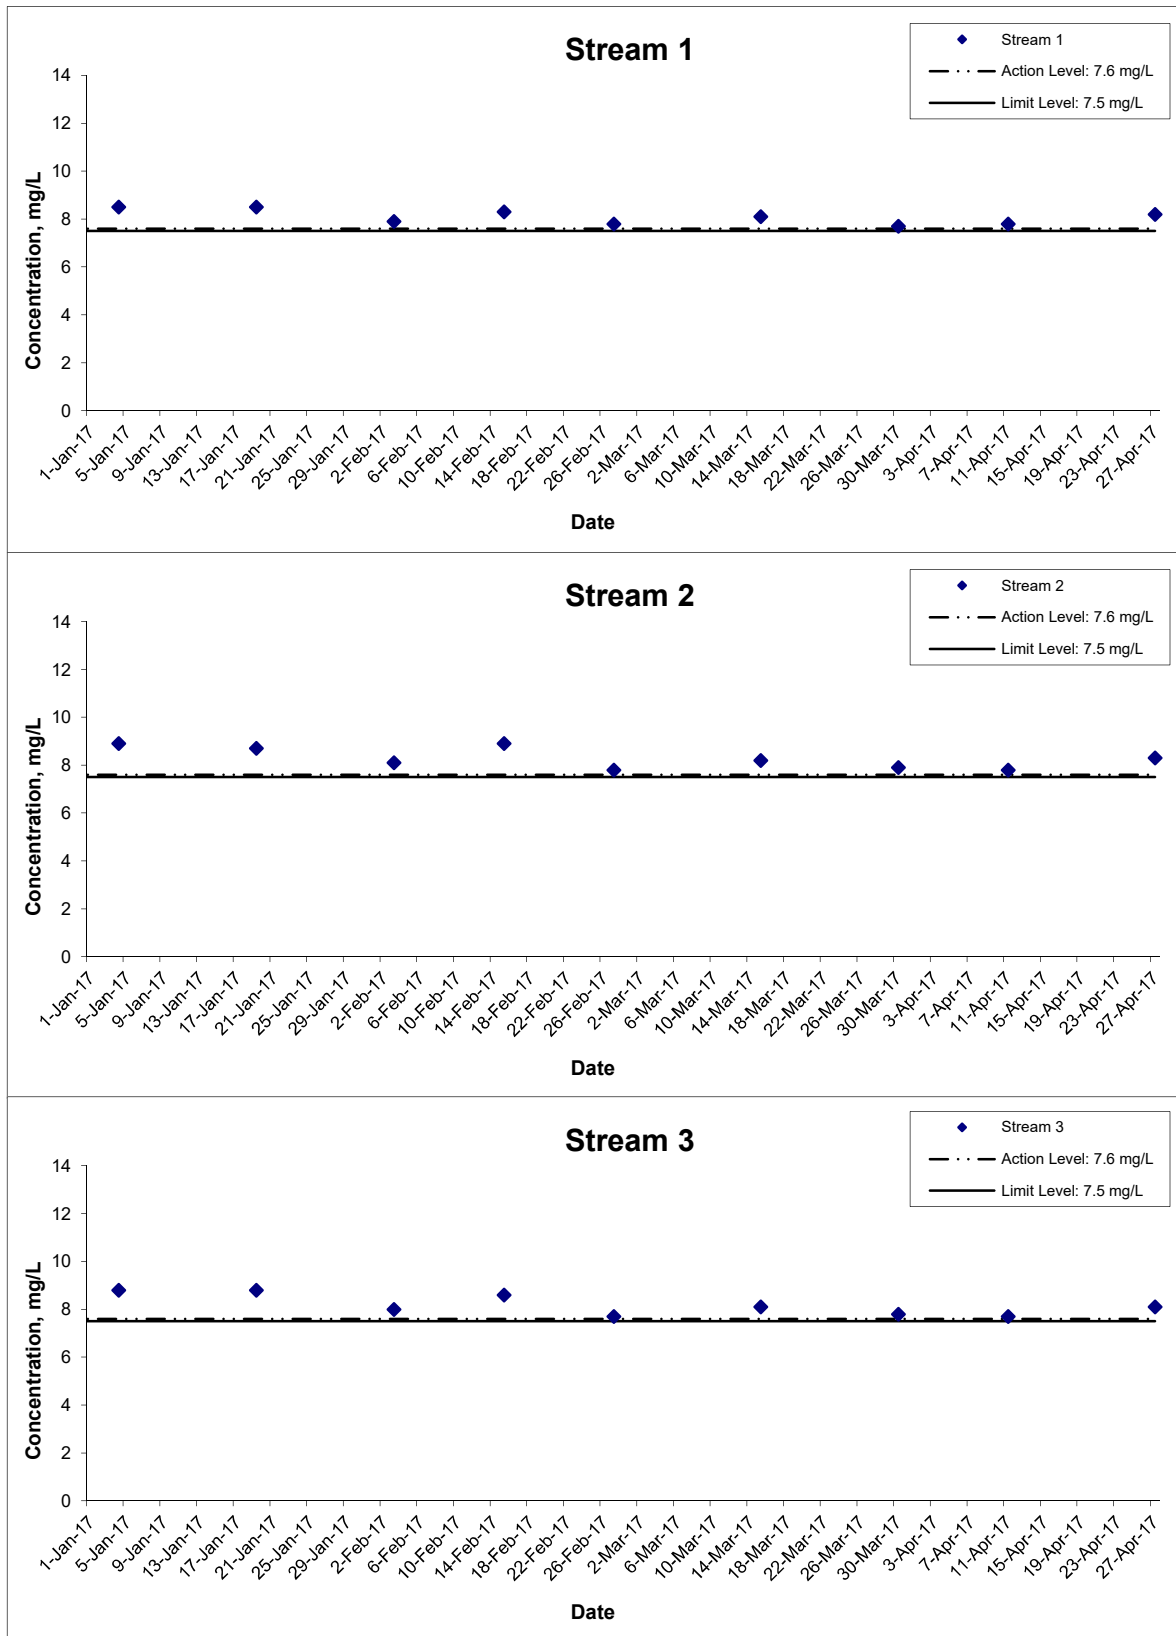 Stream 1
Stream 1
Action Level: 7.6 mg/L
Limit Level: 7.5 mg/L
14
12
10
8
6
4
2
0
Concentration, mg/L
1-Jan-17
5-Jan-17
9-Jan-17
13-Jan-17
17-Jan-17
21-Jan-17
25-Jan-17
29-Jan-17
2-Feb-17
6-Feb-17
10-Feb-17
14-Feb-17
18-Feb-17
22-Feb-17
26-Feb-17
2-Mar-17
6-Mar-17
10-Mar-17
14-Mar-17
18-Mar-17
22-Mar-17
26-Mar-17
30-Mar-17
3-Apr-17
7-Apr-17
11-Apr-17
15-Apr-17
19-Apr-17
23-Apr-17
27-Apr-17
Date
Stream 2
Stream 2
Action Level: 7.6 mg/L
Limit Level: 7.5 mg/L
14
12
10
8
6
4
2
0
Concentration, mg/L
1-Jan-17
5-Jan-17
9-Jan-17
13-Jan-17
17-Jan-17
21-Jan-17
25-Jan-17
29-Jan-17
2-Feb-17
6-Feb-17
10-Feb-17
14-Feb-17
18-Feb-17
22-Feb-17
26-Feb-17
2-Mar-17
6-Mar-17
10-Mar-17
14-Mar-17
18-Mar-17
22-Mar-17
26-Mar-17
30-Mar-17
3-Apr-17
7-Apr-17
11-Apr-17
15-Apr-17
19-Apr-17
23-Apr-17
27-Apr-17
Date
Stream 3
Stream 3
Action Level: 7.6 mg/L
Limit Level: 7.5 mg/L
14
12
10
8
6
4
2
0
Concentration, mg/L
1-Jan-17
5-Jan-17
9-Jan-17
13-Jan-17
17-Jan-17
21-Jan-17
25-Jan-17
29-Jan-17
2-Feb-17
6-Feb-17
10-Feb-17
14-Feb-17
18-Feb-17
22-Feb-17
26-Feb-17
2-Mar-17
6-Mar-17
10-Mar-17
14-Mar-17
18-Mar-17
22-Mar-17
26-Mar-17
30-Mar-17
3-Apr-17
7-Apr-17
11-Apr-17
15-Apr-17
19-Apr-17
23-Apr-17
27-Apr-17
Date